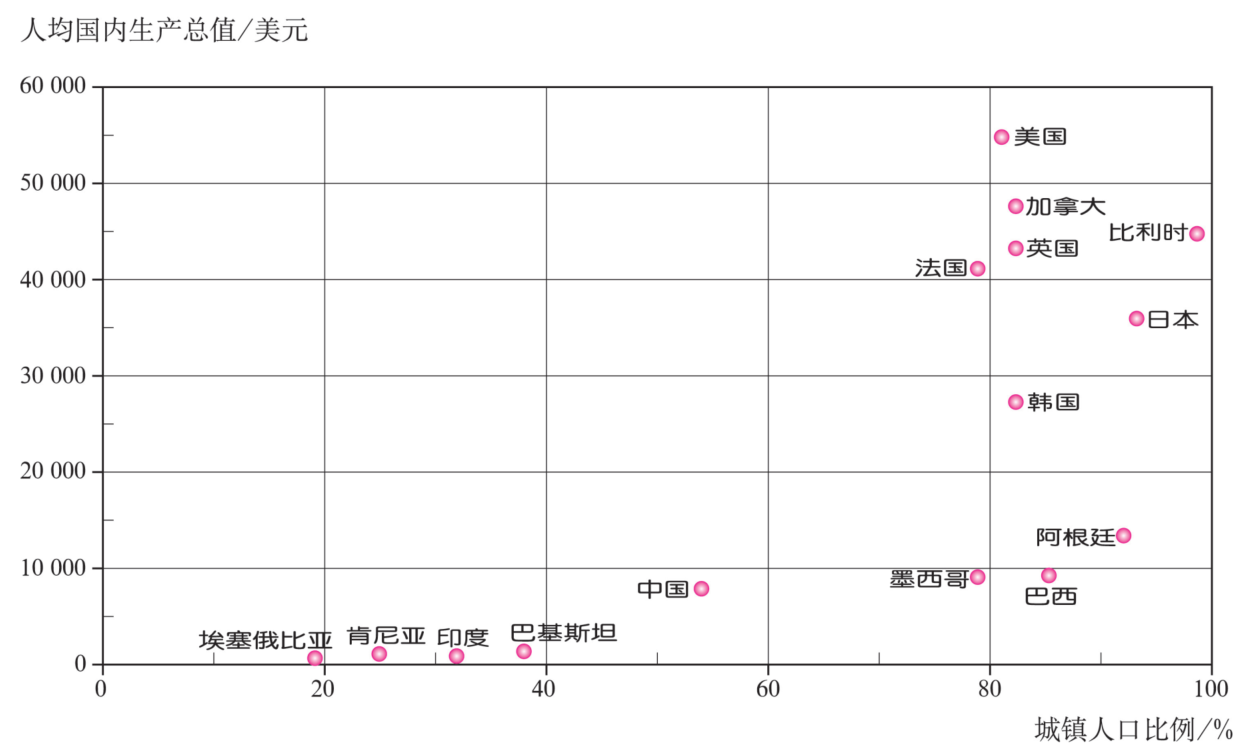 人均国内生产总值/美元
60 000
美国
50 000
加拿大
比利时
英国
法国
40 000
日本
30 000
韩国
20 000
阿根廷
10 000
墨西哥
中国
巴西
埃塞俄比亚
肯尼亚
印度
巴基斯坦
0
0 20 40 60 80 100
城镇人口比例/%